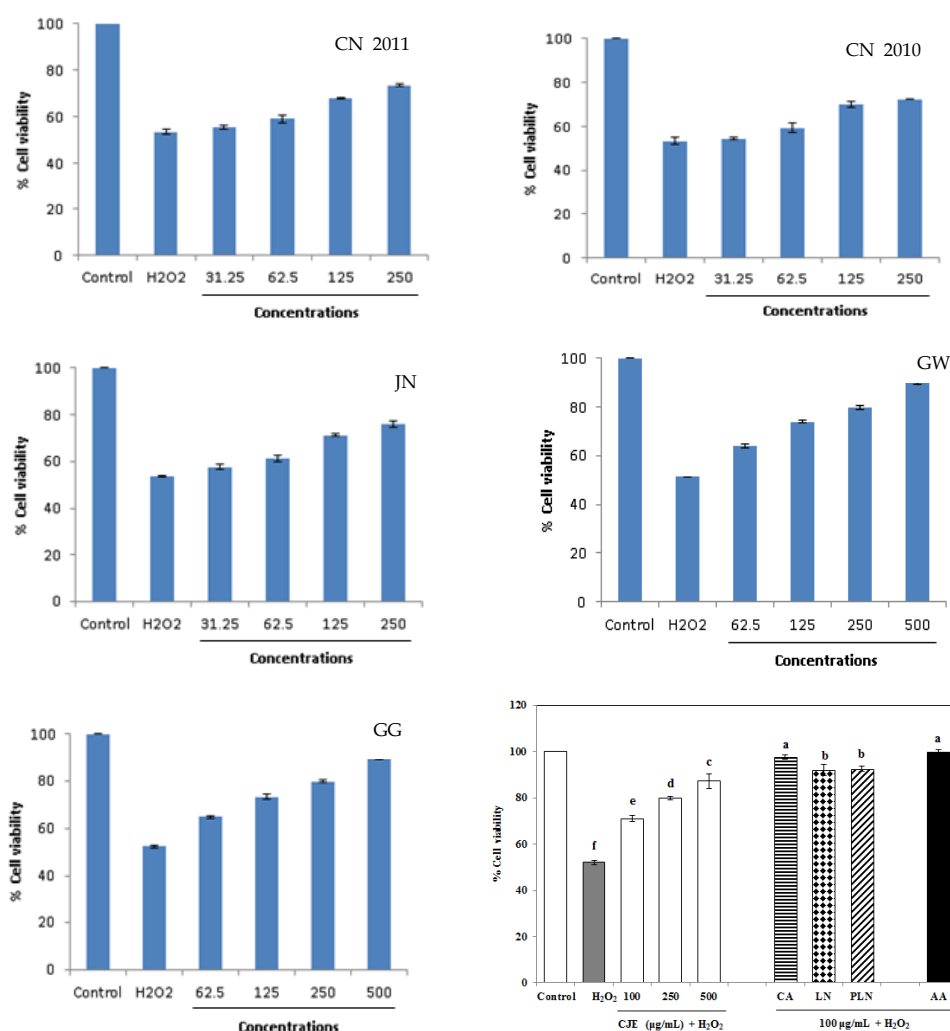 CN 2011
% Cell viability
100
80
60
40
20
0
Control H2O2 31.25 62.5 125 250
Concentrations
CN 2010
% Cell viability
100
80
60
40
20
0
Control H2O2 31.25 62.5 125 250
Concentrations
JN
% Cell viability
100
80
60
40
20
0
Control H2O2 31.25 62.5 125 250
Concentrations
GW
% Cell viability
100
80
60
40
20
0
Control H2O2 62.5 125 250 500
Concentrations
GG
% Cell viability
100
80
60
40
20
0
Control H2O2 62.5 125 250 500
Concentrations
% Cell viability
120
100
80
60
40
20
0
f e d c a b b a
Control H₂O₂ 100 250 500 CA LN PLN AA
CJE (µg/mL) + H₂O₂ 100 µg/mL + H₂O₂